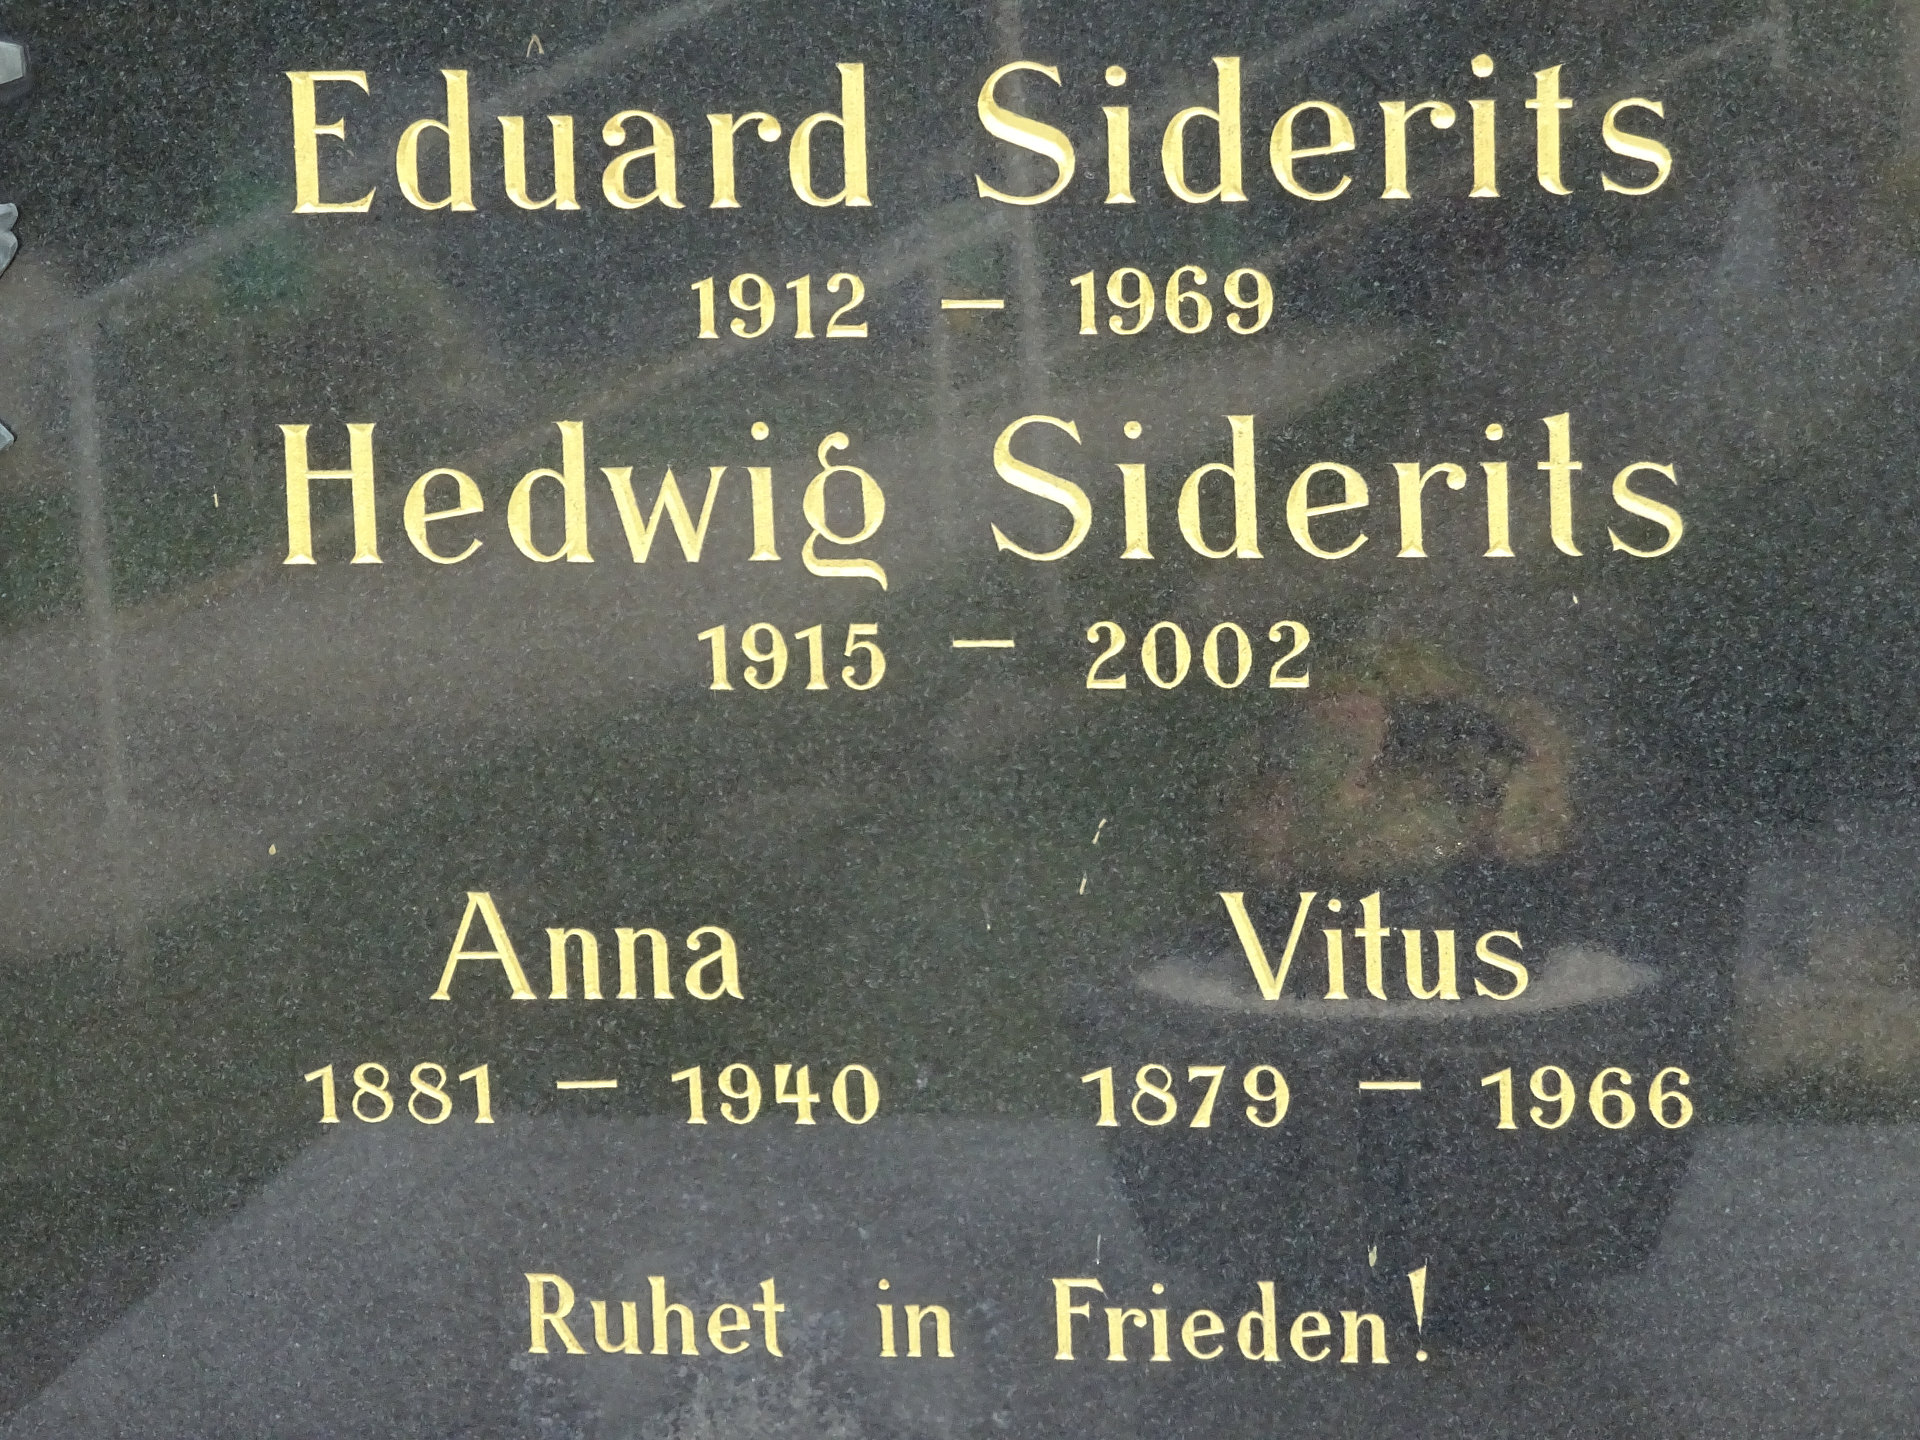 Eduard Siderits
1912 – 1969
Hedwig Siderits
1915 – 2002
Anna Vitus
1881 – 1940 1879 – 1966
Ruhet in Frieden!